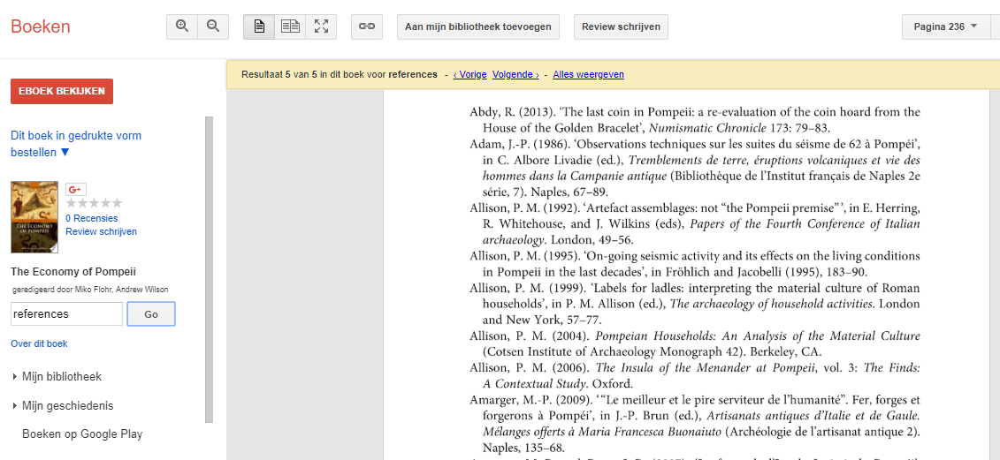 Boeken
Aan mijn bibliotheek toevoegen
Review schrijven
Pagina 236
EBOEK BEKIJKEN
Dit boek in gedrukte vorm
bestellen ▼
G+
0 Recensies
Review schrijven
THE ECONOMY
OF POMPEII
The Economy of Pompeii
geredigeerd door Miko Flohr, Andrew Wilson
references
Go
Over dit boek
Mijn bibliotheek
Mijn geschiedenis
Boeken op Google Play
Resultaat 5 van 5 in dit boek voor references - ‹ Vorige Volgende › - Alles weergeven
Abdy, R. (2013). ‘The last coin in Pompeii: a re-evaluation of the coin hoard from the
House of the Golden Bracelet’, Numismatic Chronicle 173: 79–83.
Adam, J.-P. (1986). ‘Observations techniques sur les suites du séisme de 62 à Pompéi’,
in C. Albore Livadie (ed.), Tremblements de terre, éruptions volcaniques et vie des
hommes dans la Campanie antique (Bibliothèque de l’Institut français de Naples 2e
série, 7). Naples, 67–89.
Allison, P. M. (1992). ‘Artefact assemblages: not “the Pompeii premise”’, in E. Herring,
R. Whitehouse, and J. Wilkins (eds), Papers of the Fourth Conference of Italian
archaeology. London, 49–56.
Allison, P. M. (1995). ‘On-going seismic activity and its effects on the living conditions
in Pompeii in the last decades’, in Fröhlich and Jacobelli (1995), 183–90.
Allison, P. M. (1999). ‘Labels for ladles: interpreting the material culture of Roman
households’, in P. M. Allison (ed.), The archaeology of household activities. London
and New York, 57–77.
Allison, P. M. (2004). Pompeian Households: An Analysis of the Material Culture
(Cotsen Institute of Archaeology Monograph 42). Berkeley, CA.
Allison, P. M. (2006). The Insula of the Menander at Pompeii, vol. 3: The Finds:
A Contextual Study. Oxford.
Amarger, M.-P. (2009). ‘“Le meilleur et le pire serviteur de l’humanité”. Fer, forges et
forgerons à Pompéi’, in J.-P. Brun (ed.), Artisanats antiques d’Italie et de Gaule.
Mélanges offerts à Maria Francesca Buonaiuto (Archéologie de l’artisanat antique 2).
Naples, 135–68.